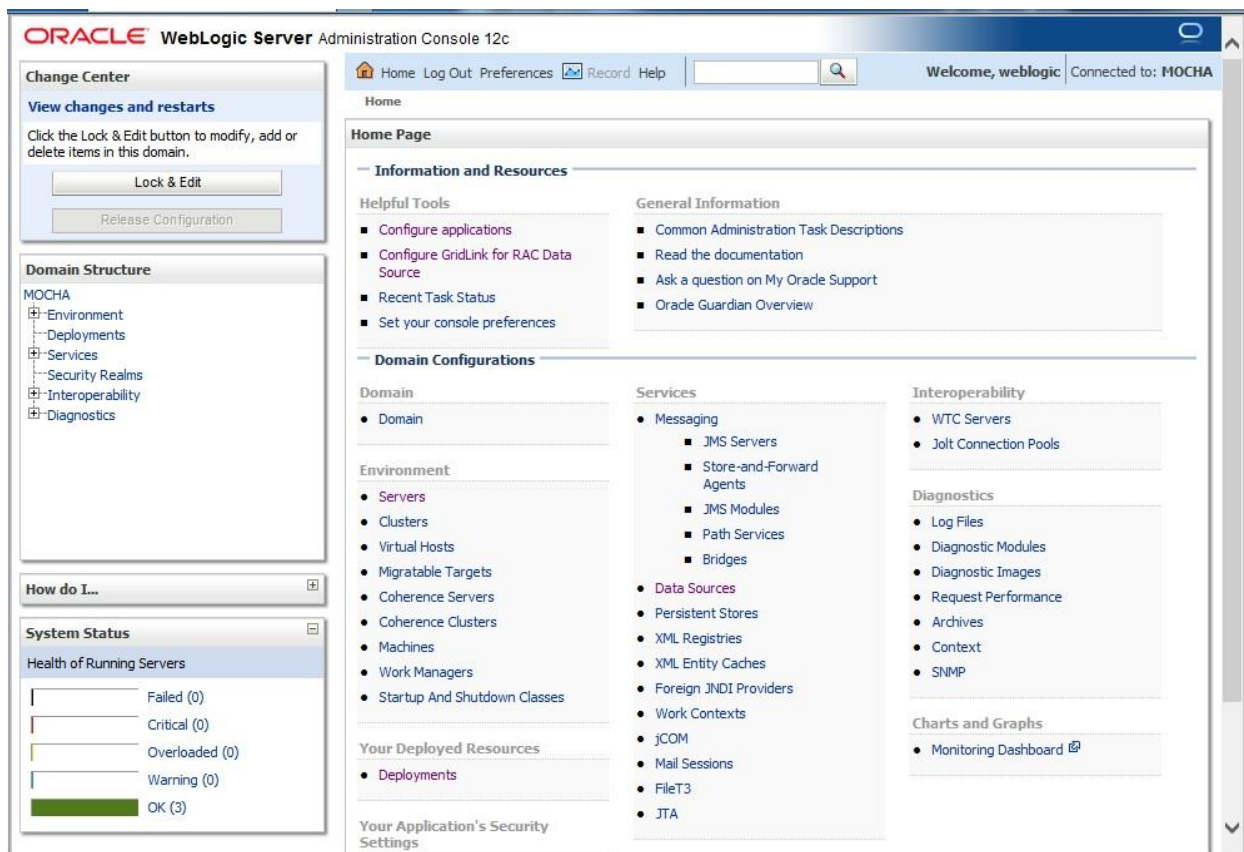 ORACLE WebLogic Server Administration Console 12c
Change Center
View changes and restarts
Click the Lock & Edit button to modify, add or
delete items in this domain.
Lock & Edit
Release Configuration
Domain Structure
MOCHA
Environment
Deployments
Services
Security Realms
Interoperability
Diagnostics
How do I...
System Status
Health of Running Servers
Failed (0)
Critical (0)
Overloaded (0)
Warning (0)
OK (3)
Home Log Out Preferences Record Help
Welcome, weblogic Connected to: MOCHA
Home
Home Page
Information and Resources
Helpful Tools
Configure applications
Configure GridLink for RAC Data
Source
Recent Task Status
Set your console preferences
General Information
Common Administration Task Descriptions
Read the documentation
Ask a question on My Oracle Support
Oracle Guardian Overview
Domain Configurations
Domain
Domain
Environment
Servers
Clusters
Virtual Hosts
Migratable Targets
Coherence Servers
Coherence Clusters
Machines
Work Managers
Startup And Shutdown Classes
Your Deployed Resources
Deployments
Your Application's Security
Settings
Services
Messaging
JMS Servers
Store-and-Forward
Agents
JMS Modules
Path Services
Bridges
Data Sources
Persistent Stores
XML Registries
XML Entity Caches
Foreign JNDI Providers
Work Contexts
jCOM
Mail Sessions
FileT3
JTA
Interoperability
WTC Servers
Jolt Connection Pools
Diagnostics
Log Files
Diagnostic Modules
Diagnostic Images
Request Performance
Archives
Context
SNMP
Charts and Graphs
Monitoring Dashboard